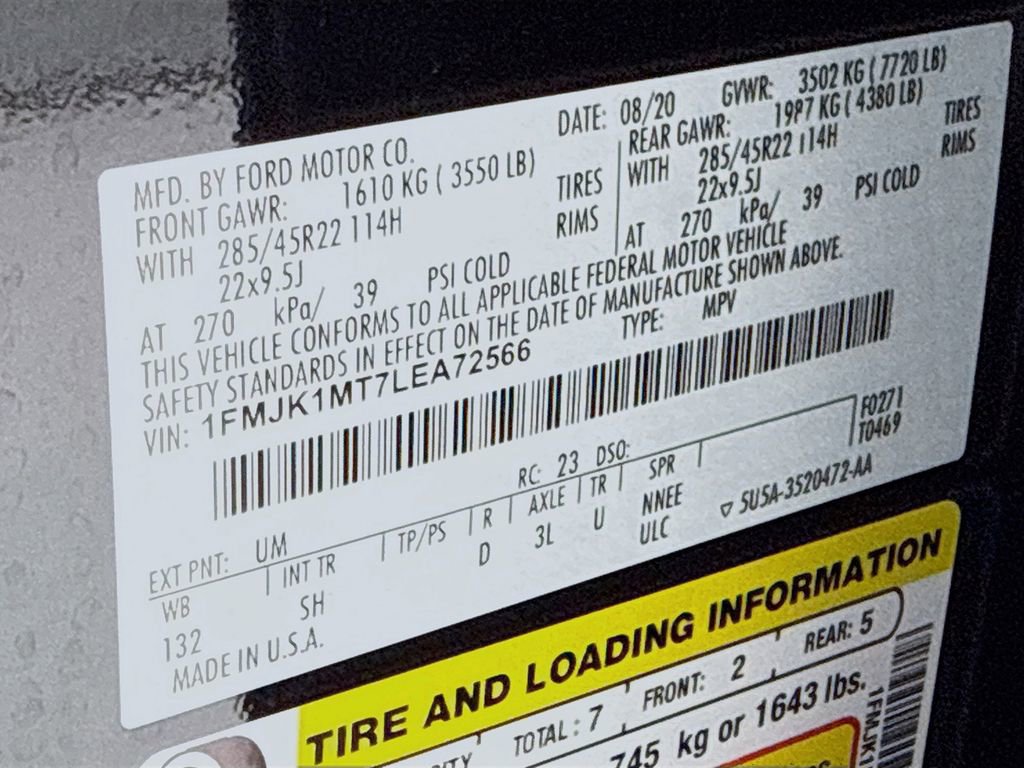 MFD. BY FORD MOTOR CO.
DATE: 08/20 GVWR: 3502 KG ( 7720 LB)
FRONT GAWR: 1610 KG ( 3550 LB)
REAR GAWR: 1987 KG ( 4380 LB)
WITH 285/45R22 114H TIRES
WITH 285/45R22 114H TIRES
22x9.5J RIMS
22x9.5J RIMS
AT 270 kPa/ 39 PSI COLD
AT 270 kPa/ 39 PSI COLD
THIS VEHICLE CONFORMS TO ALL APPLICABLE FEDERAL MOTOR VEHICLE
SAFETY STANDARDS IN EFFECT ON THE DATE OF MANUFACTURE SHOWN ABOVE.
VIN: 1FMJK1MT7LEA72566 TYPE: MPV
F0271
T0469
EXT PNT: UM RC: 23 DSO:
WB INT TR TP/PS R AXLE TR SPR
132 SH D 3L U NNEE
ULC
▽ 5U5A-3520472-AA
MADE IN U.S.A.
TIRE AND LOADING INFORMATION
TOTAL : 7 FRONT: 2 REAR: 5
745 kg or 1643 lbs.
1FMJK1